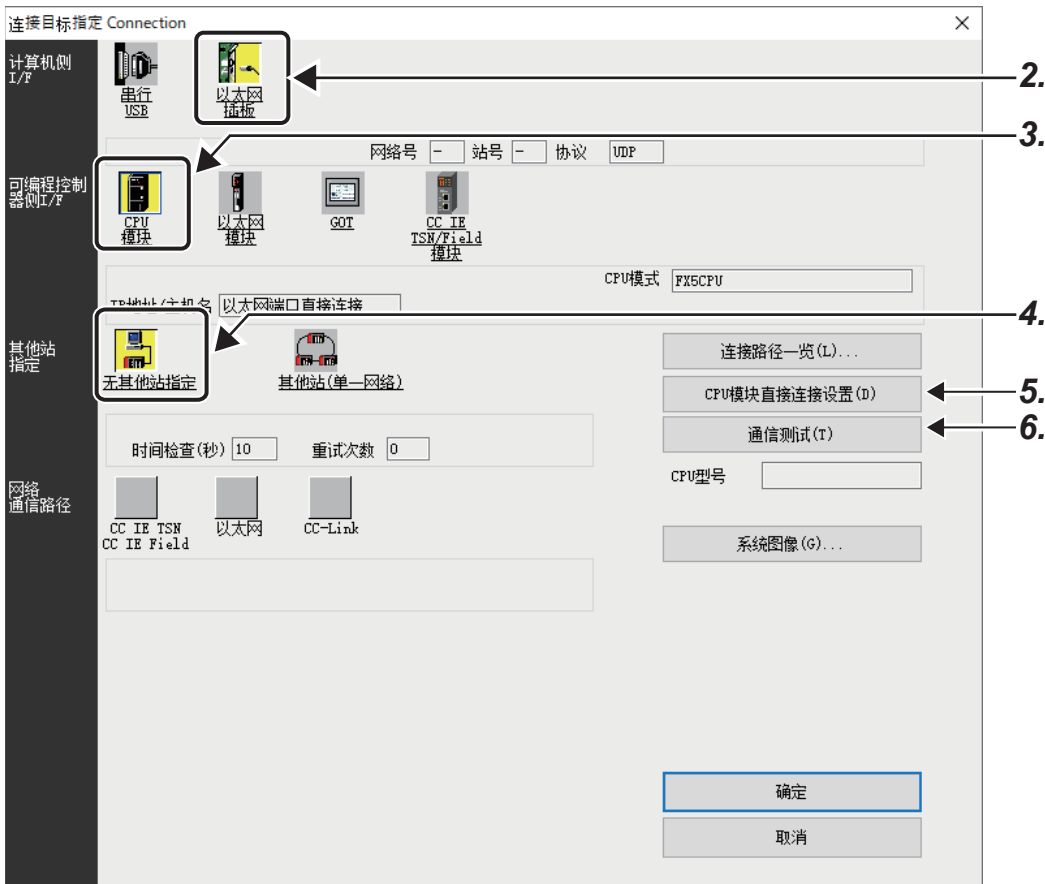 连接目标指定 Connection
计算机侧
I/F
串行
USB
以太网
插板
2.
3.
网络号 - 站号 - 协议 UDP
可编程控制
器侧I/F
CPU
模块
以太网
模块
GOT
CC IE
TSN/Field
模块
CPU模式 FX5CPU
IP地址/主机名 以太网端口直接连接
4.
其他站
指定
无其他站指定
其他站(单一网络)
连接路径一览(L)...
CPU模块直接连接设置(D)
5.
通信测试(T)
6.
时间检查(秒) 10 重试次数 0
CPU型号
网络
通信路径
CC IE TSN
CC IE Field
以太网
CC-Link
系统图像(G)...
确定
取消